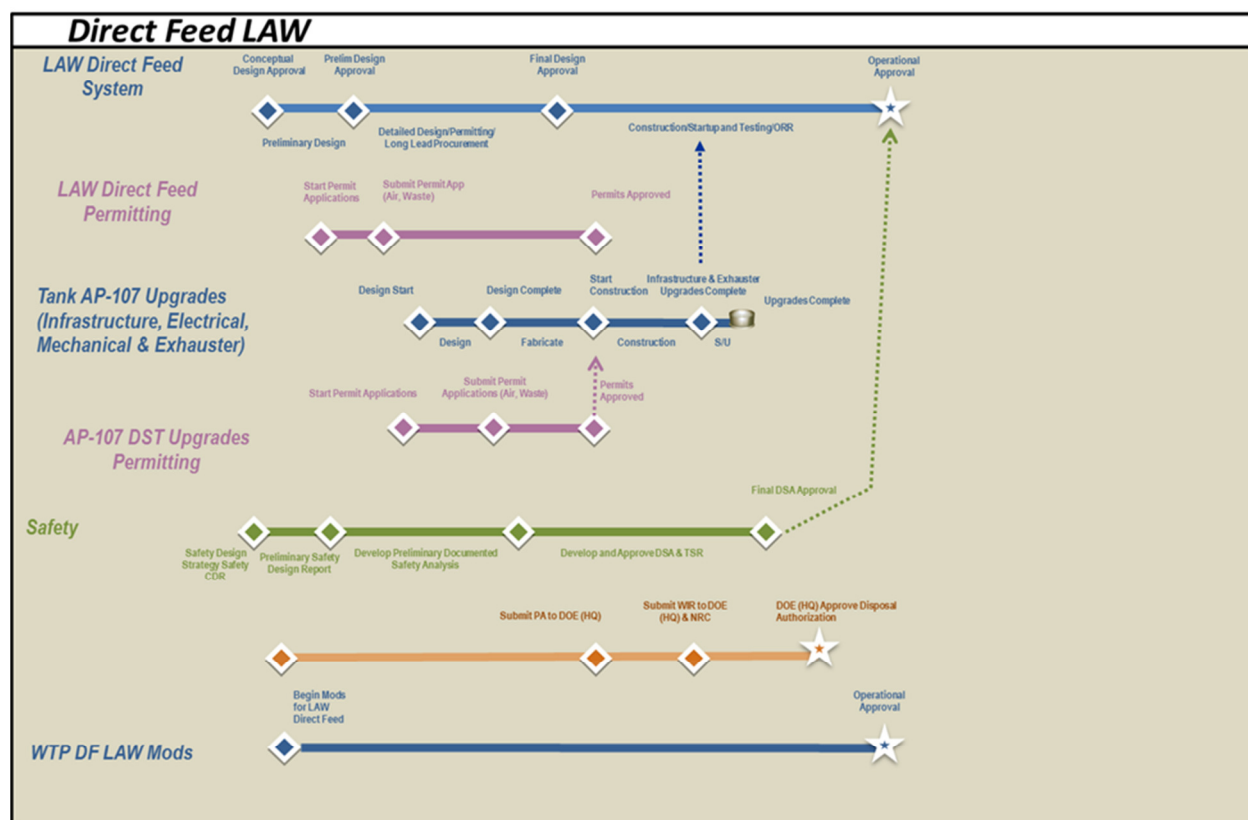 Direct Feed LAW
LAW Direct Feed
System
Conceptual
Design Approval
Prelim Design
Approval
Final Design
Approval
Operational
Approval
Preliminary Design
Detailed Design/Permitting/
Long Lead Procurement
Construction/Startup and Testing/ORR
LAW Direct Feed
Permitting
Start Permit
Applications
Submit Permit App
(Air, Waste)
Permits Approved
Tank AP-107 Upgrades
(Infrastructure, Electrical,
Mechanical & Exhauster)
Design Start
Design Complete
Start
Construction
Infrastructure & Exhauster
Upgrades Complete
Upgrades Complete
Design
Fabricate
Construction
S/U
AP-107 DST Upgrades
Permitting
Start Permit Applications
Submit Permit
Applications (Air, Waste)
Permits
Approved
Safety
Final DSA Approval
Safety Design
Strategy Safety
CDR
Preliminary Safety
Design Report
Develop Preliminary Documented
Safety Analysis
Develop and Approve DSA & TSR
Submit PA to DOE (HQ)
Submit WIR to DOE
(HQ) & NRC
DOE (HQ) Approve Disposal
Authorization
WTP DF LAW Mods
Begin Mods
for LAW
Direct Feed
Operational
Approval